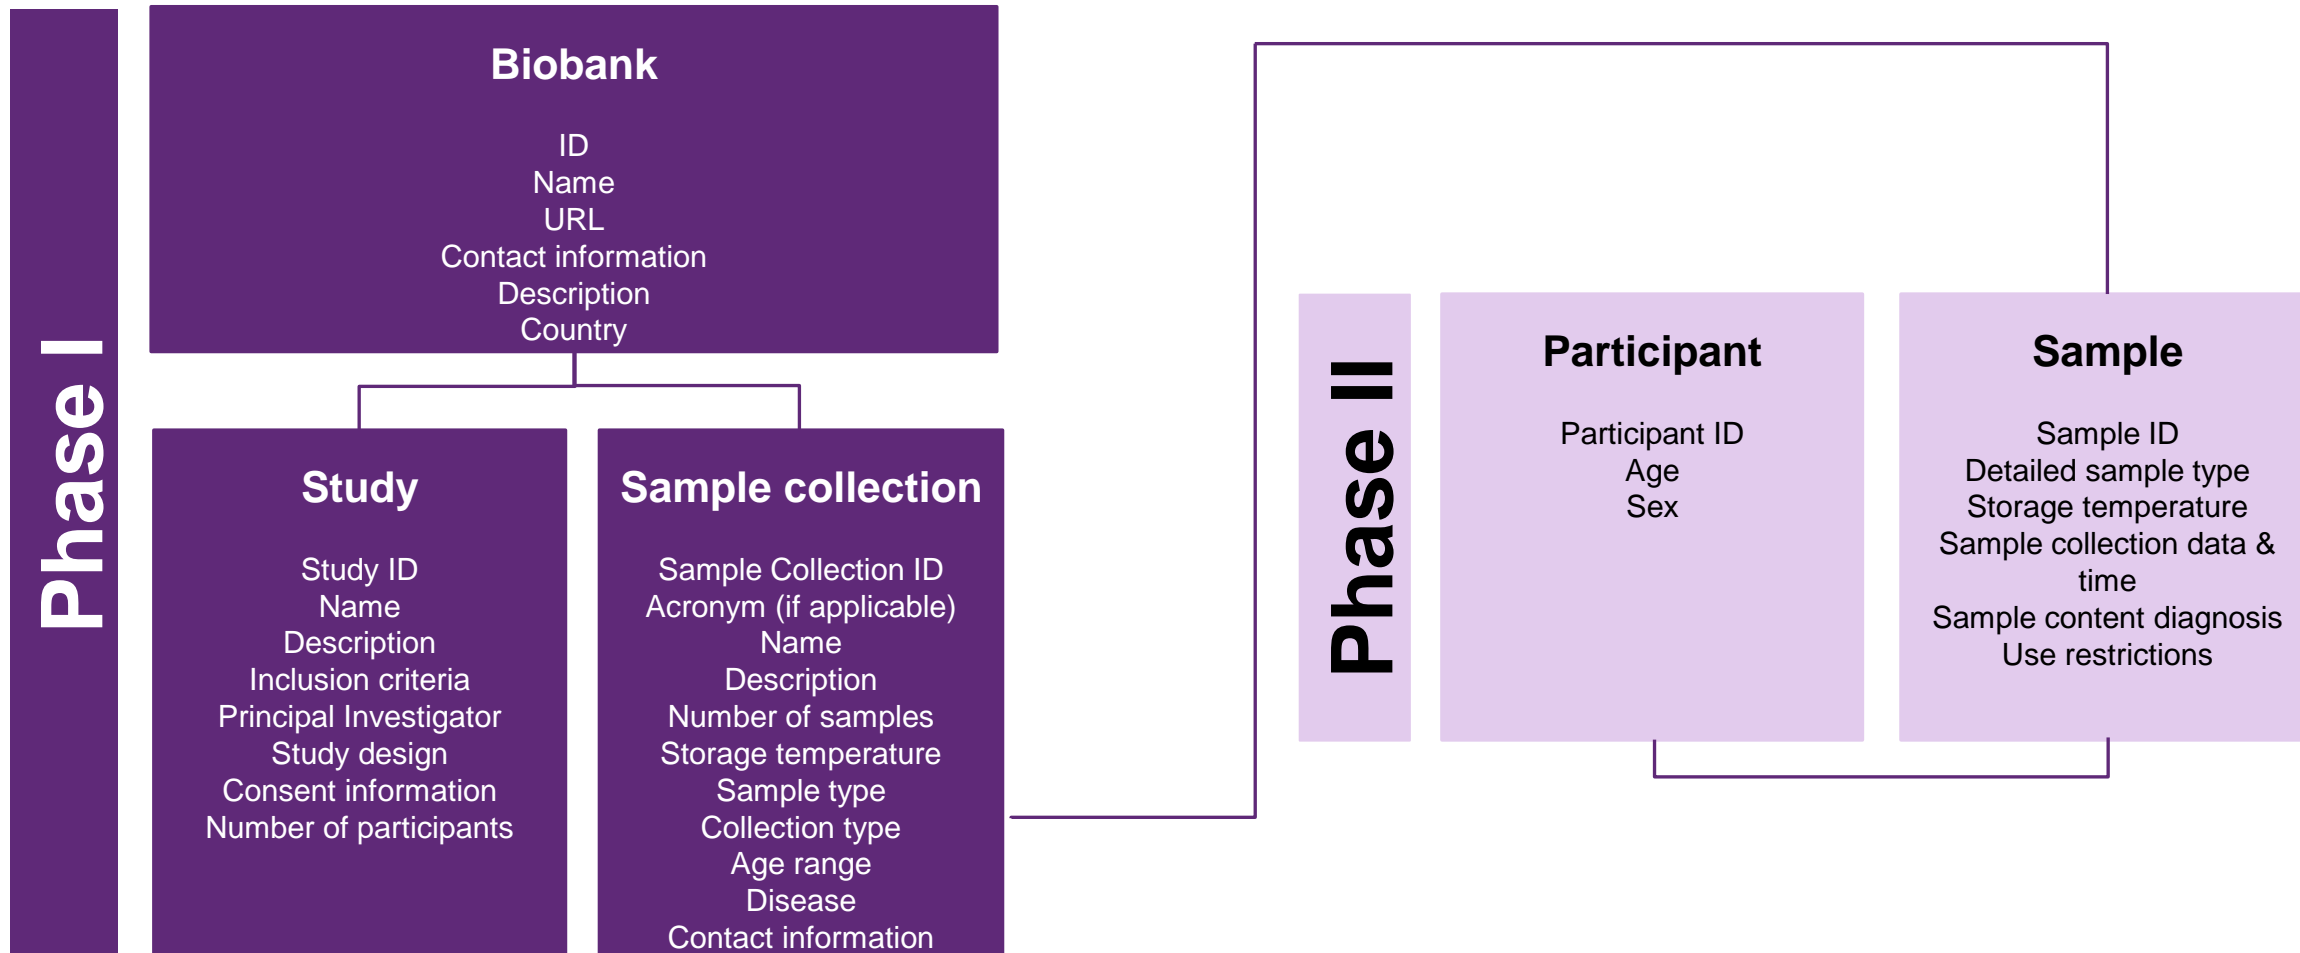 Phase I
Biobank
ID
Name
URL
Contact information
Description
Country
Study
Study ID
Name
Description
Inclusion criteria
Principal Investigator
Study design
Consent information
Number of participants
Sample collection
Sample Collection ID
Acronym (if applicable)
Name
Description
Number of samples
Storage temperature
Sample type
Collection type
Age range
Disease
Contact information
Phase II
Participant
Participant ID
Age
Sex
Sample
Sample ID
Detailed sample type
Storage temperature
Sample collection data &
time
Sample content diagnosis
Use restrictions